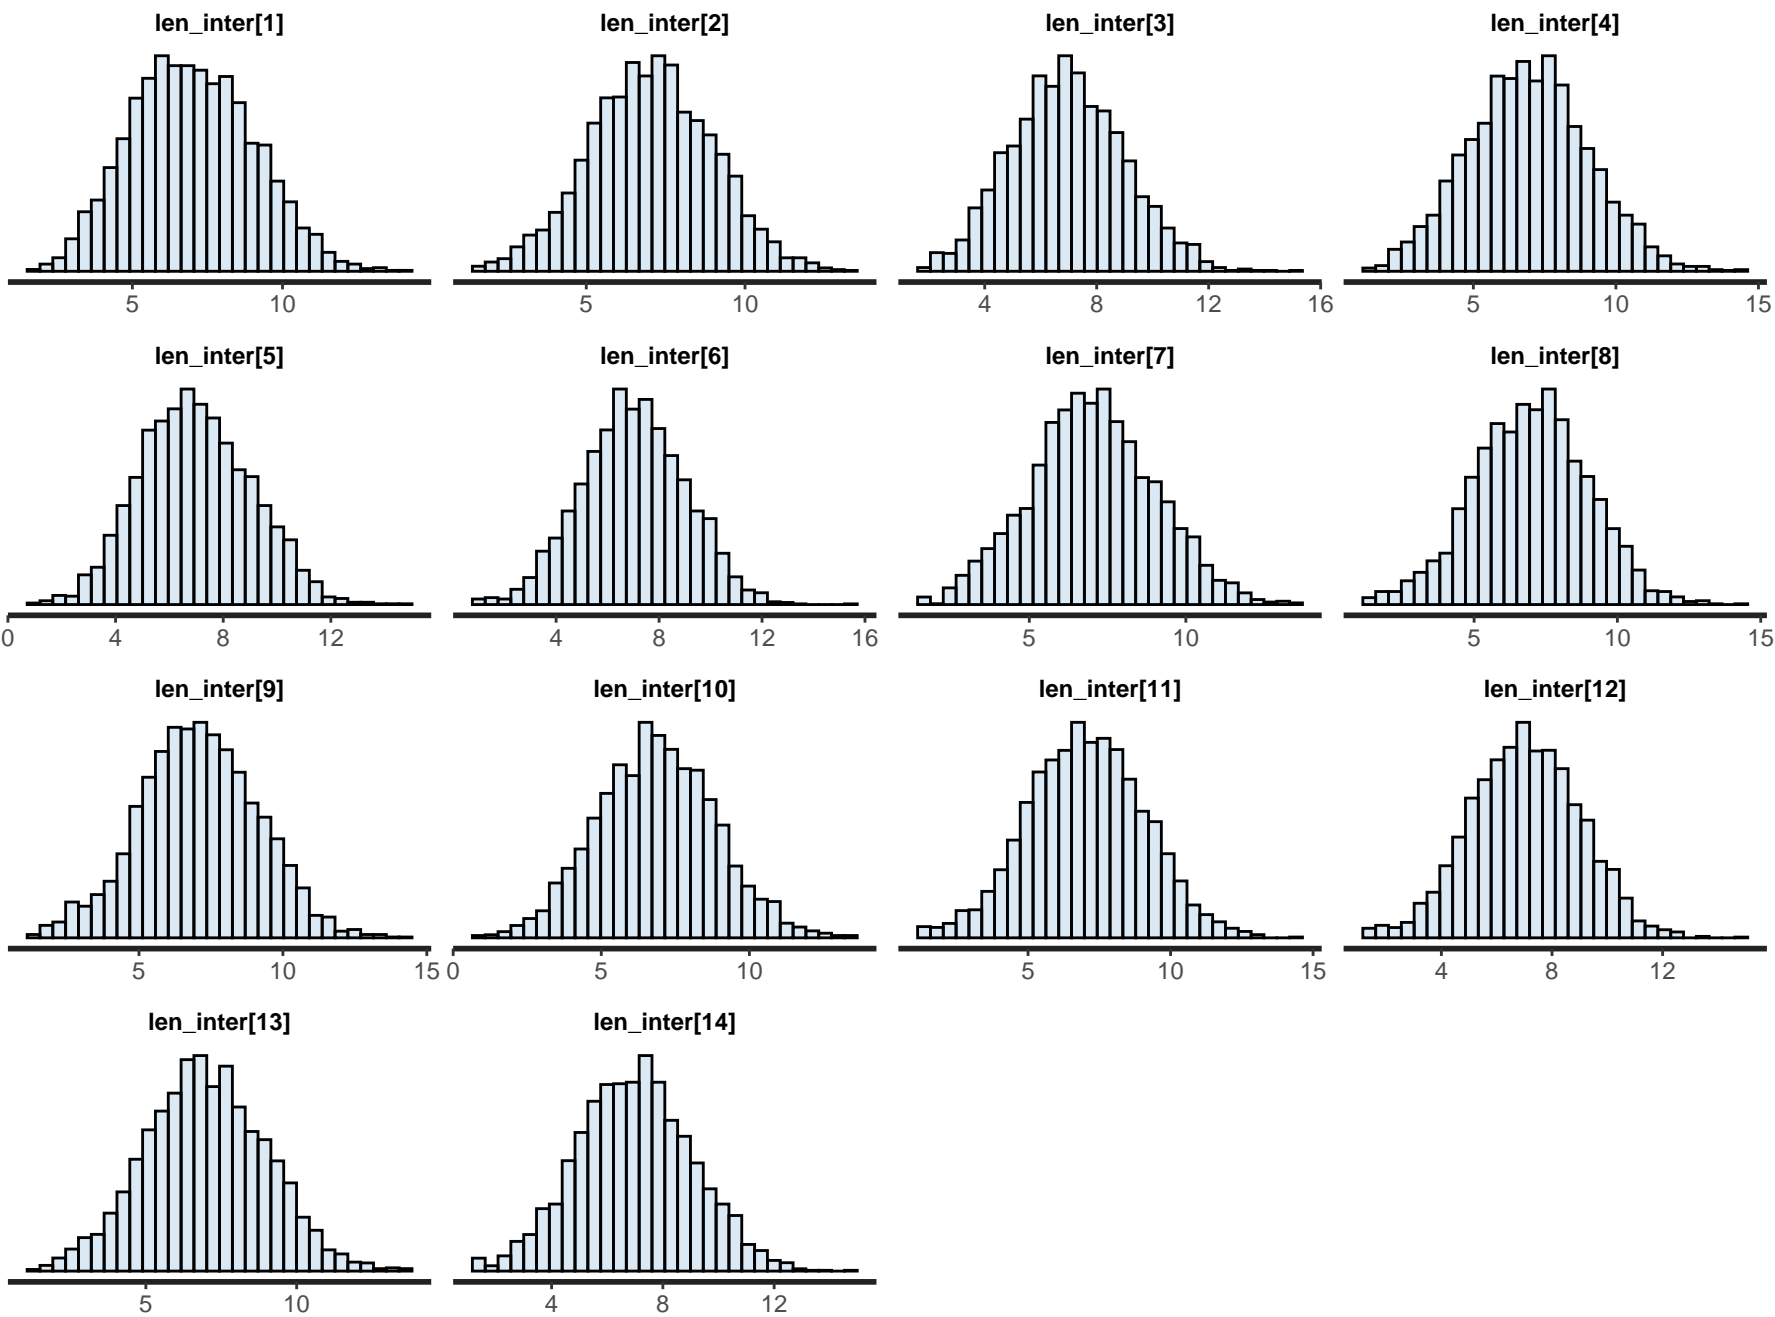 len_inter[1] len_inter[2] len_inter[3] len_inter[4]
5 10 5 10 4 8 12 16 5 10 15
len_inter[5] len_inter[6] len_inter[7] len_inter[8]
0 4 8 12 4 8 12 16 5 10 5 10 15
len_inter[9] len_inter[10] len_inter[11] len_inter[12]
5 10 15 0 5 10 5 10 15 4 8 12
len_inter[13] len_inter[14]
5 10 4 8 12